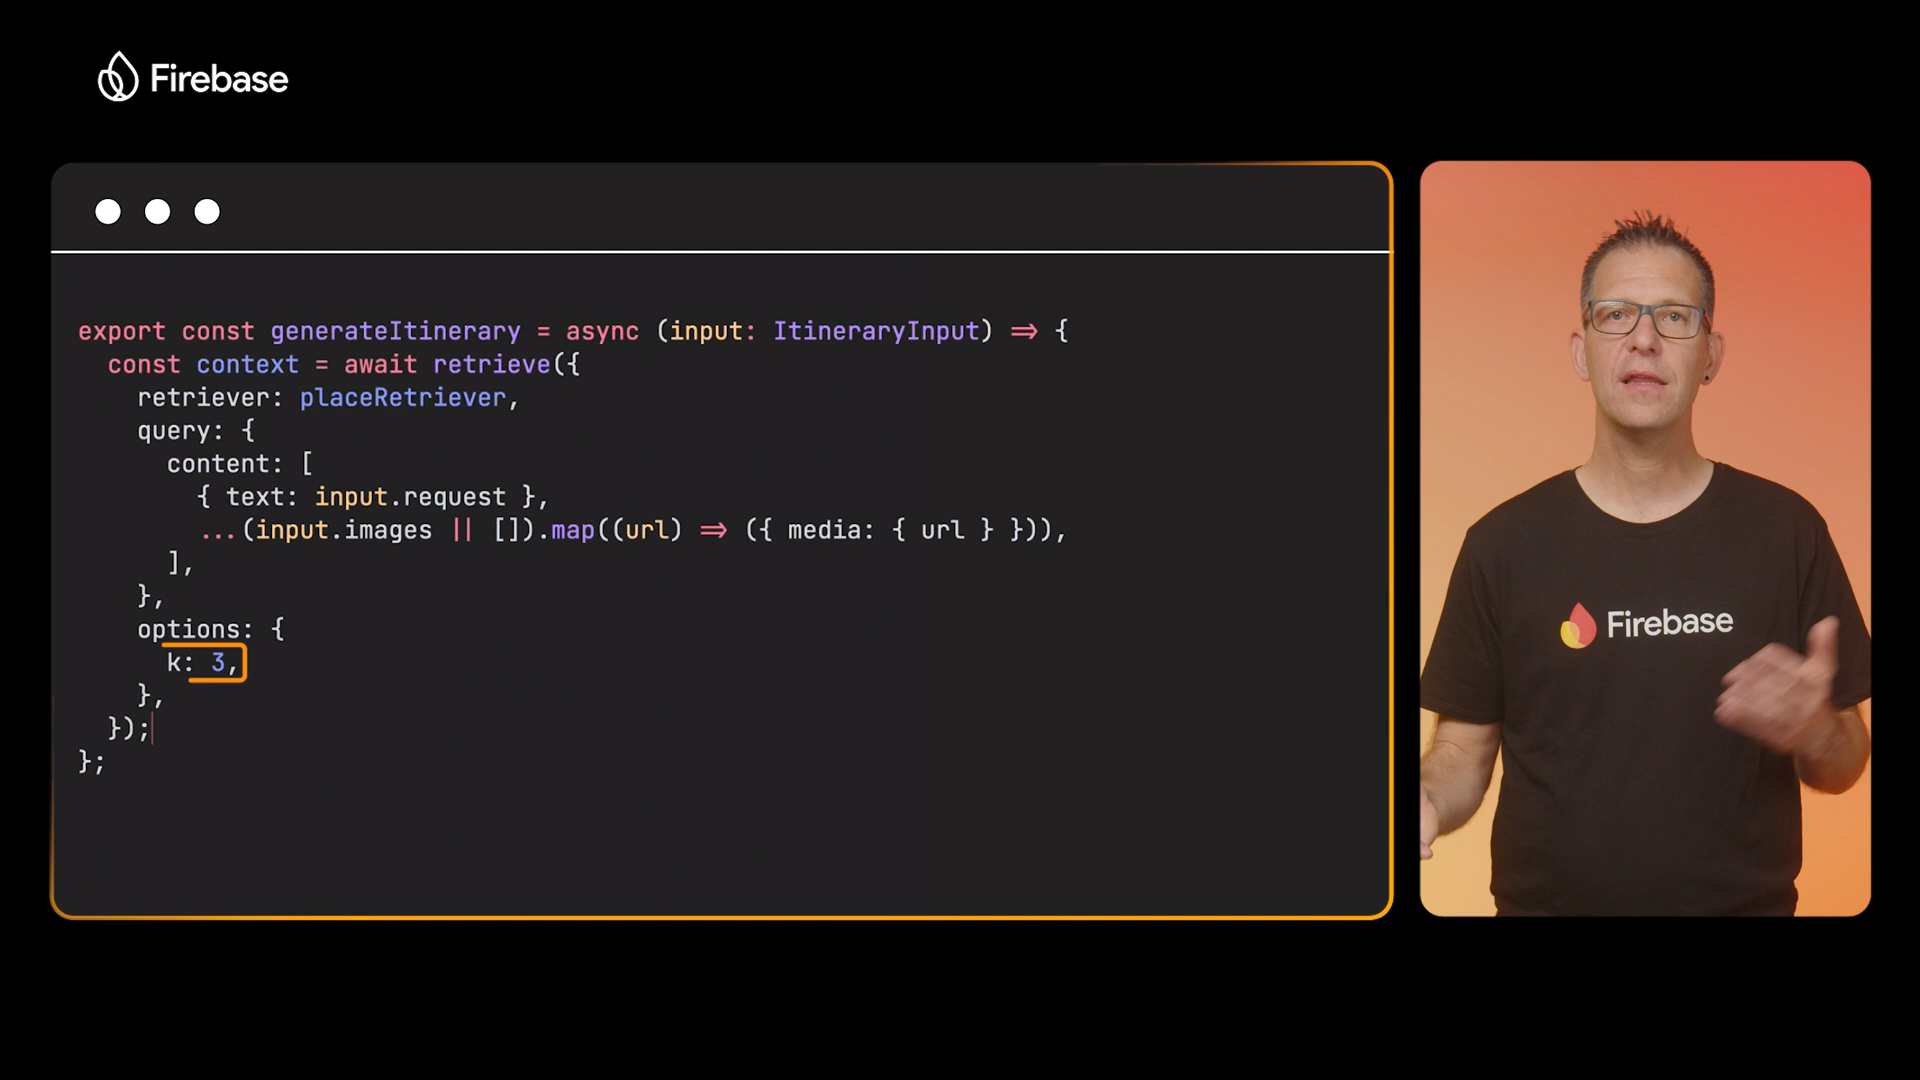 Firebase
export const generateItinerary = async (input: ItineraryInput) => {
  const context = await retrieve({
    retriever: placeRetriever,
    query: {
      content: [
        { text: input.request },
        ...(input.images || []).map((url) => ({ media: { url } })),
      ],
    },
    options: {
      k: 3,
    },
  });
};
Firebase